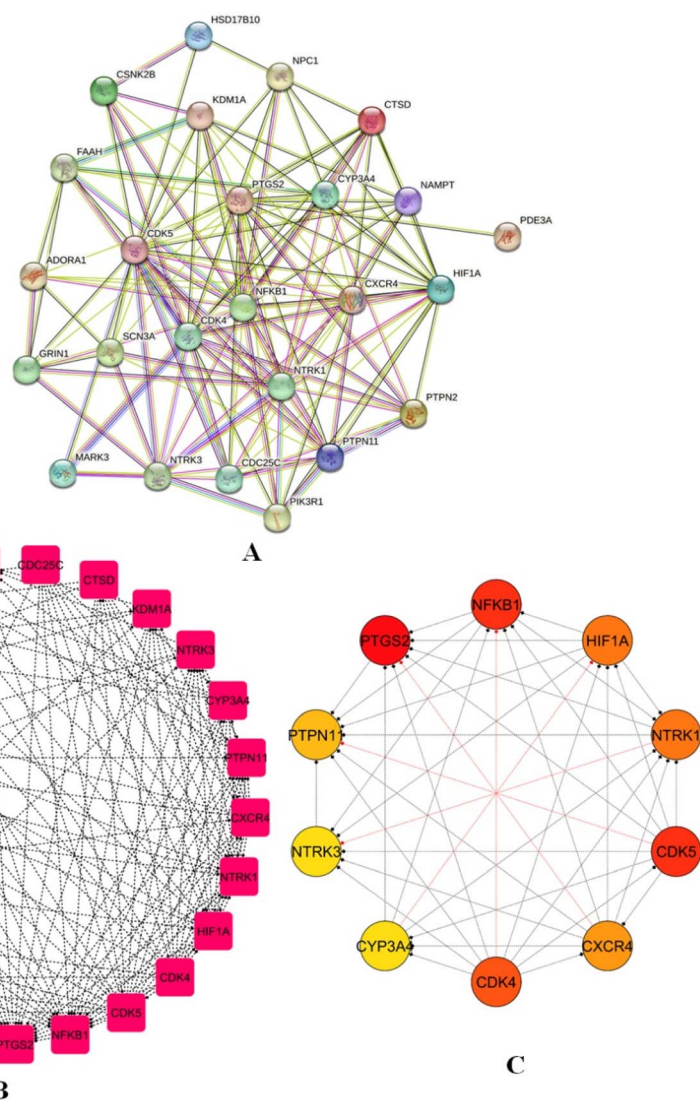 HSD17B10
NPC1
CSNK2B
KDM1A
CTSD
FAAH
PTGS2
CYP3A4
NAMPT
PDE3A
CDK5
ADORA1
HIF1A
NFKB1
CXCR4
CDK4
SCN3A
GRIN1
NTRK1
PTPN2
PTPN11
MARK3
NTRK3
CDC25C
PIK3R1
A
CDC25C
CTSD
KDM1A
NTRK3
CYP3A4
PTPN11
CXCR4
NTRK1
HIF1A
CDK4
CDK5
NFKB1
PTGS2
B
NFKB1
PTGS2
HIF1A
PTPN11
NTRK1
NTRK3
CDK5
CYP3A4
CXCR4
CDK4
C